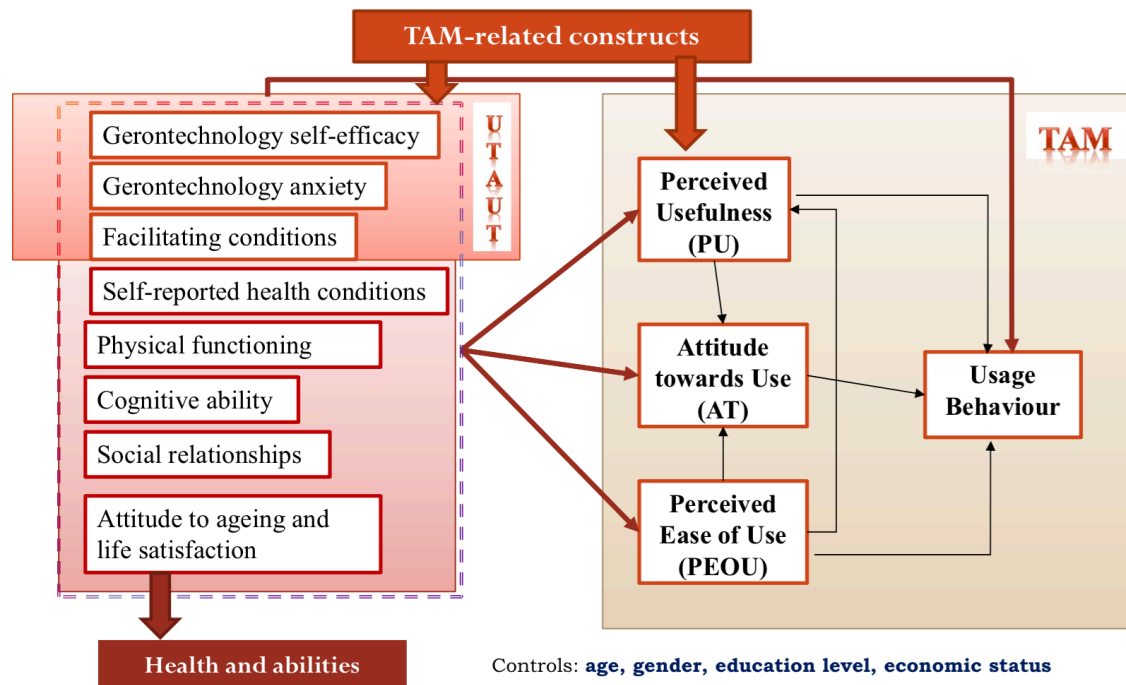 TAM-related constructs
Gerontechnology self-efficacy
Gerontechnology anxiety
Facilitating conditions
UTAUT
Self-reported health conditions
Physical functioning
Cognitive ability
Social relationships
Attitude to ageing and
life satisfaction
Health and abilities
TAM
Perceived
Usefulness
(PU)
Attitude
towards Use
(AT)
Perceived
Ease of Use
(PEOU)
Usage
Behaviour
Controls: age, gender, education level, economic status